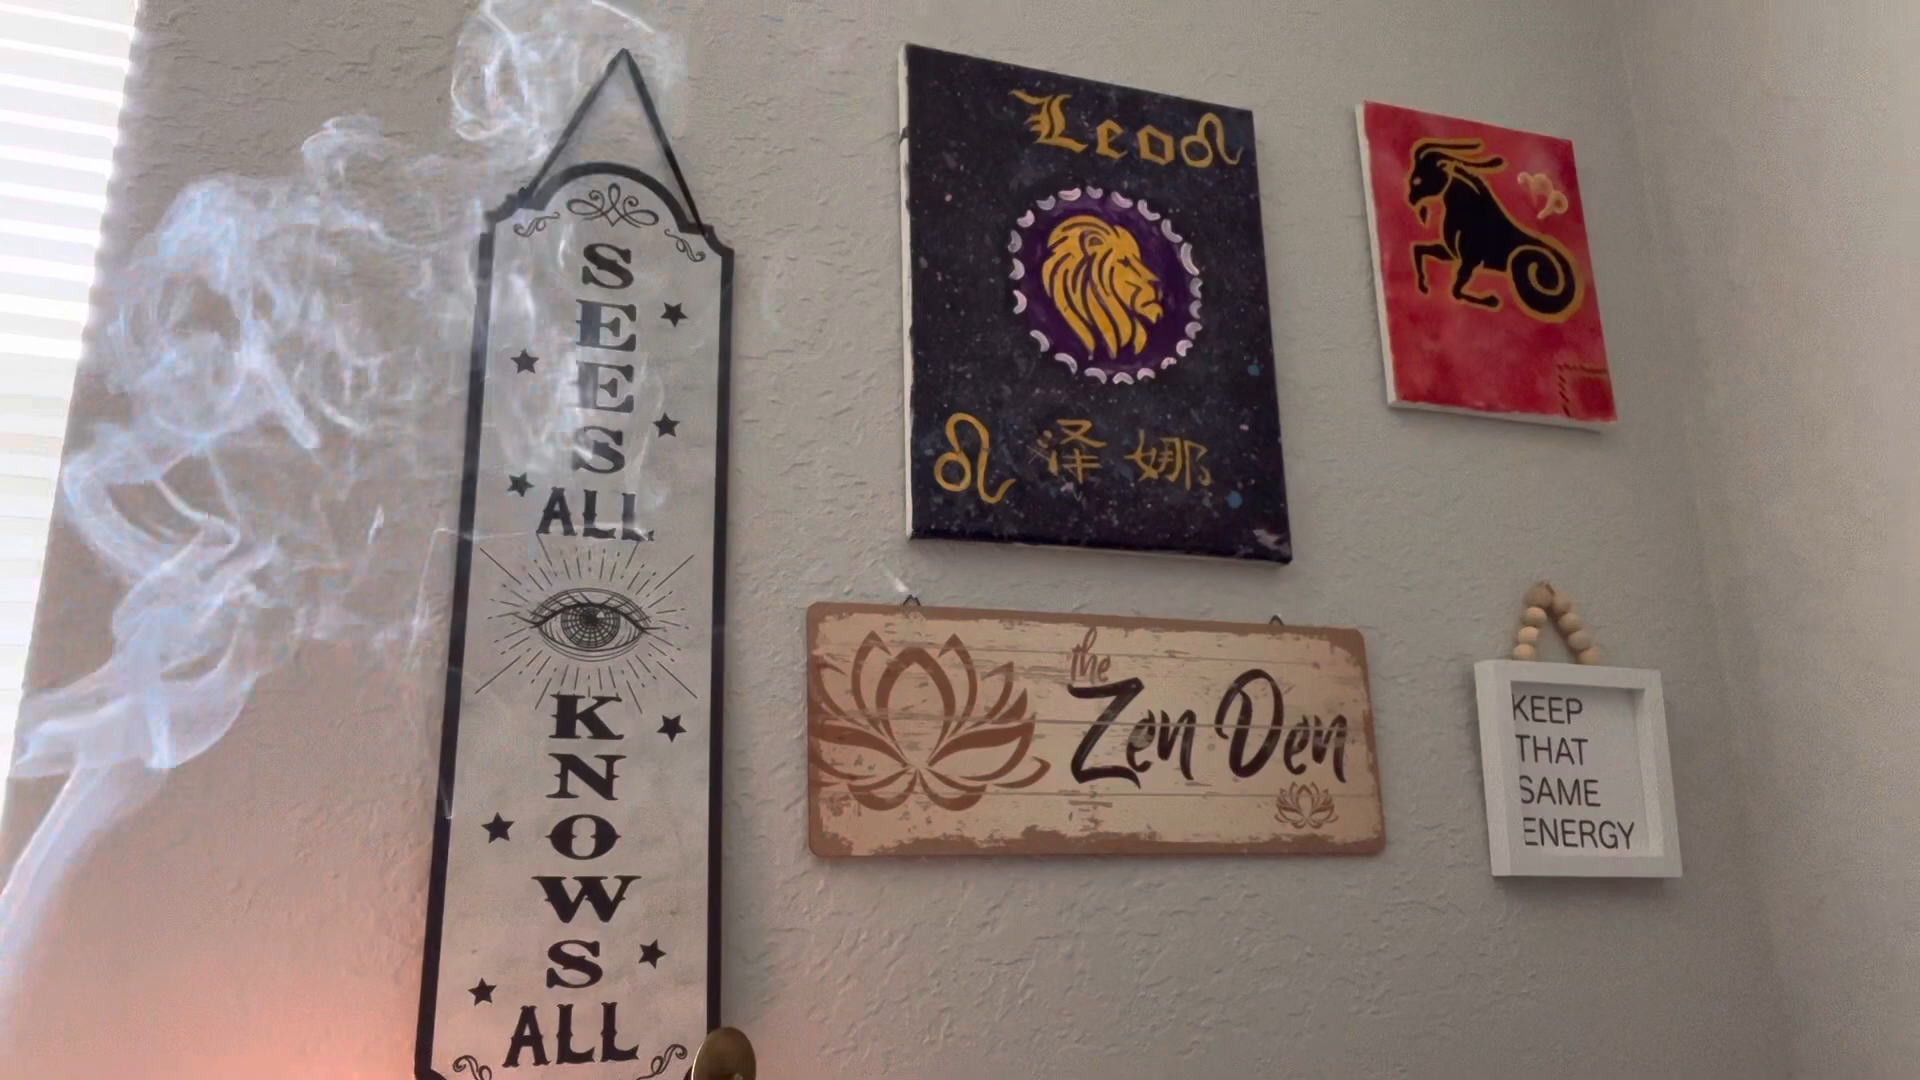 SEES
ALL
KNOWS
ALL
Leo
泽娜
the
Zen Den
KEEP
THAT
SAME
ENERGY